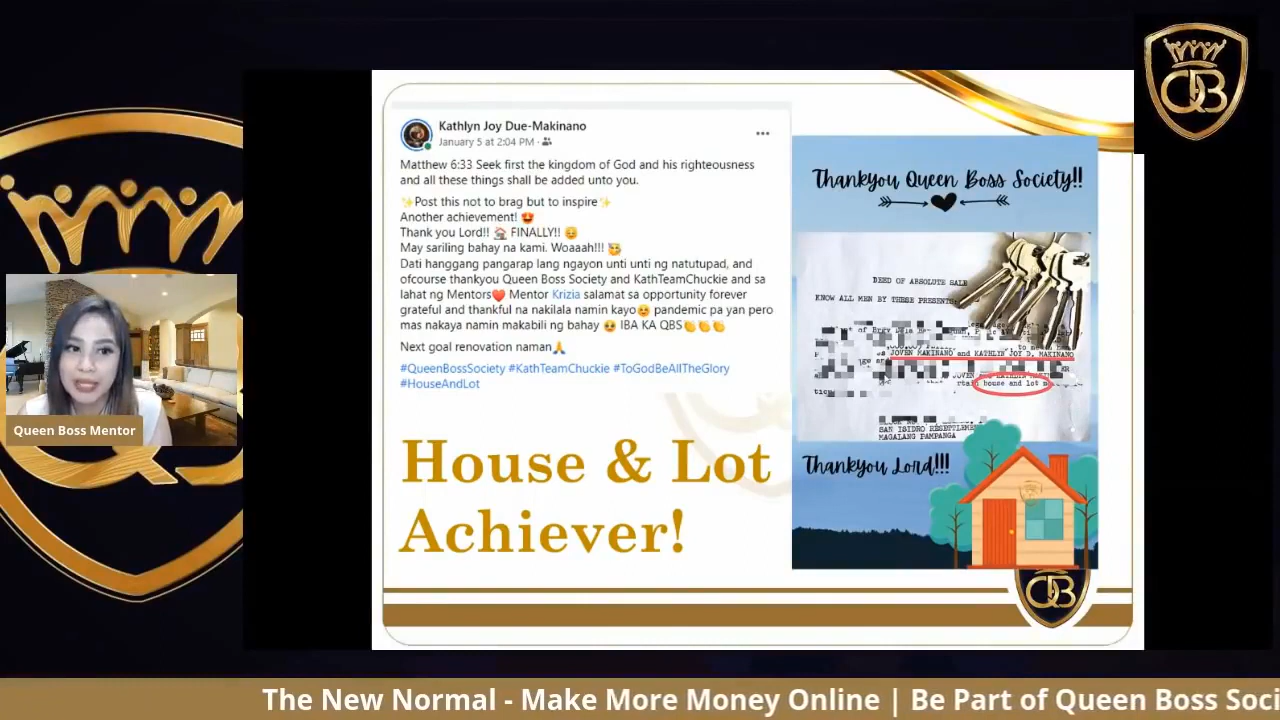 QB
Kathlyn Joy Due-Makinano
January 5 at 2:04 PM ·
Matthew 6:33 Seek first the kingdom of God and his righteousness
and all these things shall be added unto you.
✨Post this not to brag but to inspire✨
Another achievement! 🤩
Thank you Lord!! 🏠 FINALLY!! 😊
May sariling bahay na kami. Woaaah!!! 😇
Dati hanggang pangarap lang ngayon unti unti ng natutupad, and
ofcourse thankyou Queen Boss Society and KathTeamChuckie and sa
lahat ng Mentors❤️ Mentor Krizia salamat sa opportunity forever
grateful and thankful na nakilala namin kayo😊 pandemic pa yan pero
mas nakaya namin makabili ng bahay 🥹 IBA KA QBS👏👏👏
Next goal renovation naman🙏
#QueenBossSociety #KathTeamChuckie #ToGodBeAllTheGlory
#HouseAndLot
House & Lot
Achiever!
Thankyou Queen Boss Society!!
DEED OF ABSOLUTE SALE
KNOW ALL MEN BY THESE PRESENTS:
JOVEN MAKINANO and KATHLYN JOY D. MAKINANO
house and lot
SAN ISIDRO RESETTLEME
MAGALANG PAMPANGA
Thankyou Lord!!!
QB
Queen Boss Mentor
The New Normal - Make More Money Online | Be Part of Queen Boss Soci